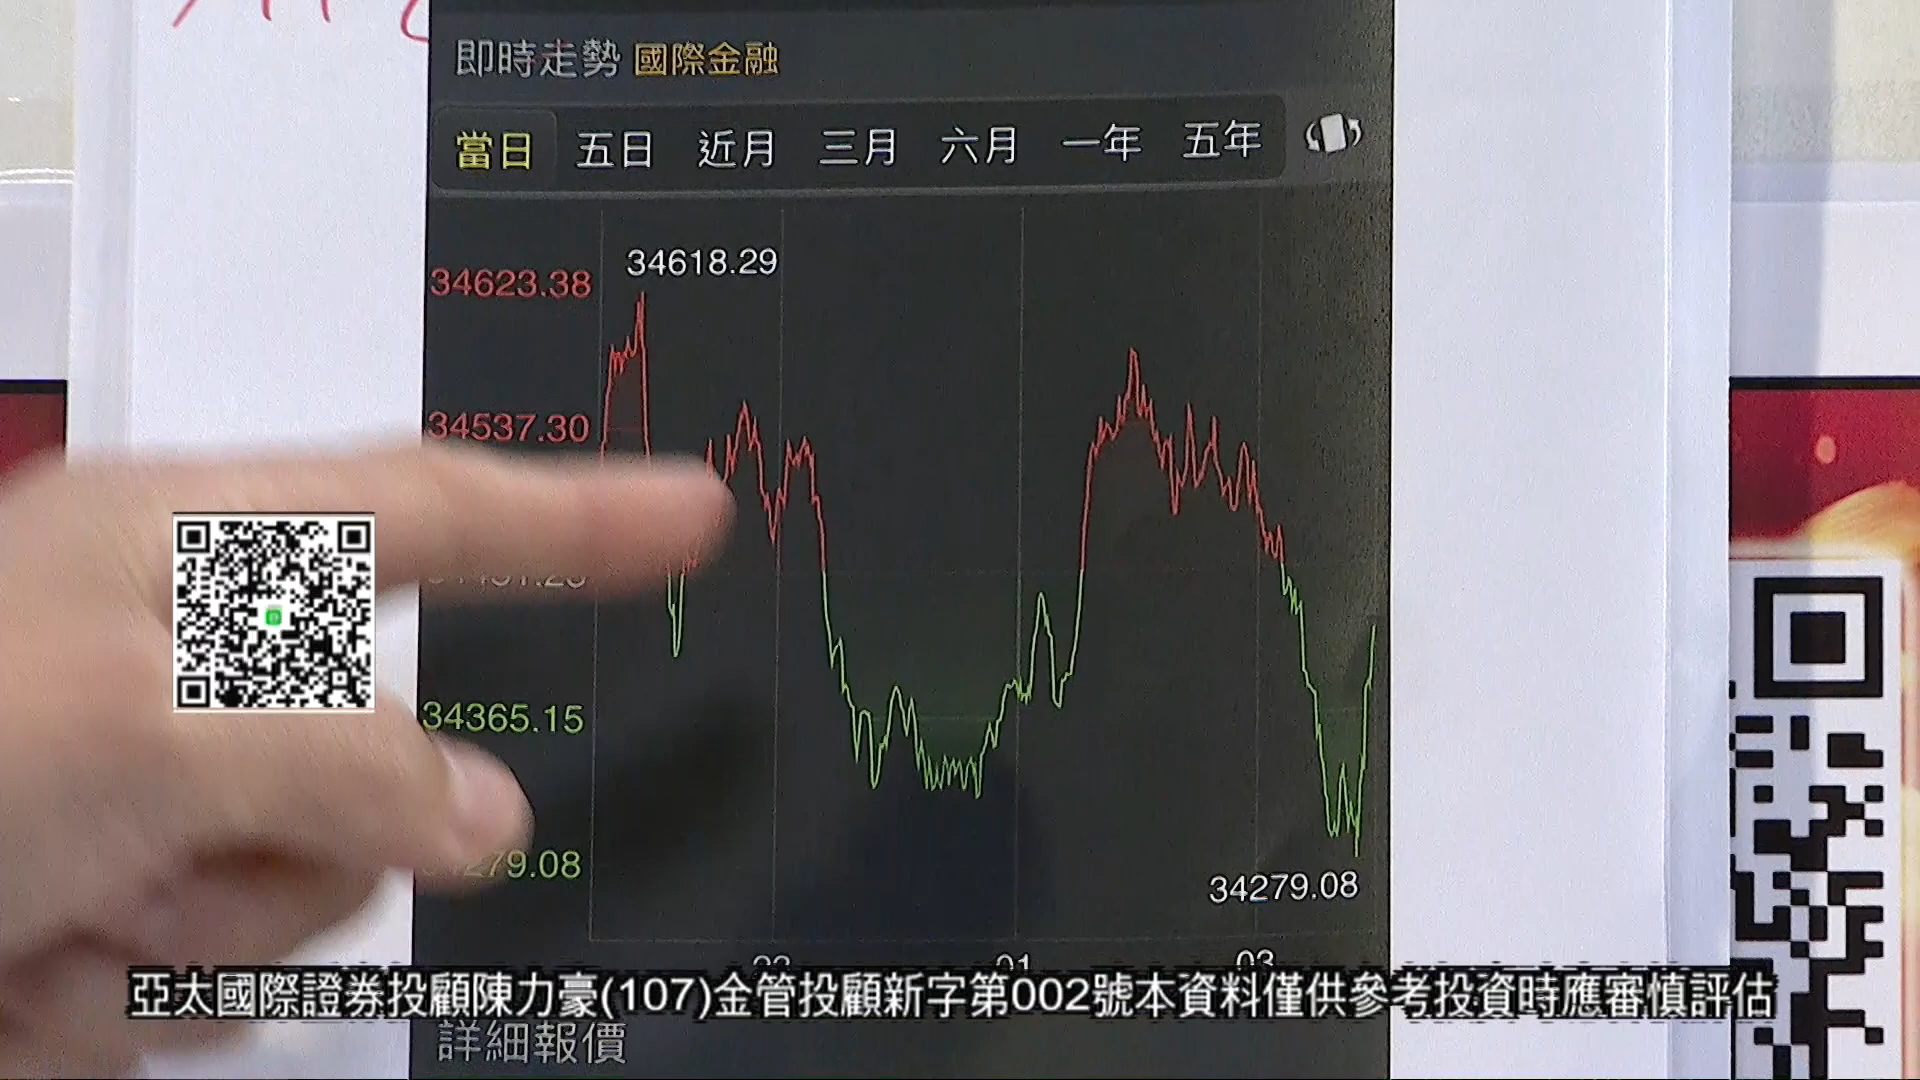 即時走勢 國際金融
當日 五日 近月 三月 六月 一年 五年
34618.29
34623.38
34537.30
34365.15
279.08
34279.08
01
03
亞太國際證券投顧陳力豪(107)金管投顧新字第002號本資料僅供參考投資時應審慎評估
詳細報價